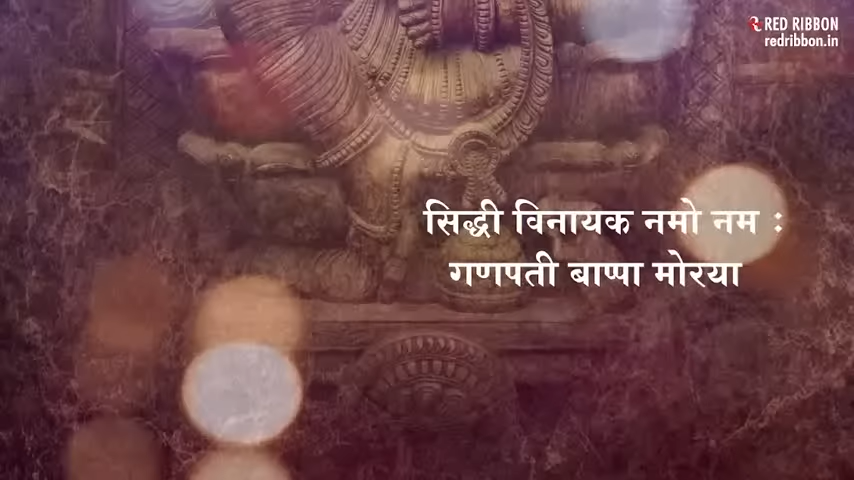 RED RIBBON
redribbon.in
सिद्धी विनायक नमो नम :
गणपती बाप्पा मोरया